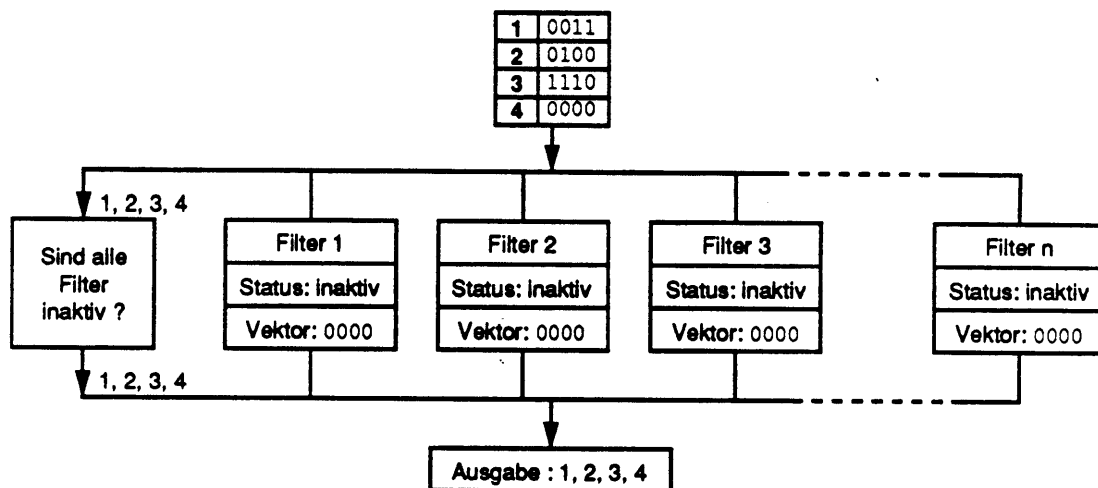 1 0011
2 0100
3 1110
4 0000
1, 2, 3, 4
Sind alle
Filter
inaktiv ?
Filter 1
Status: inaktiv
Vektor: 0000
Filter 2
Status: inaktiv
Vektor: 0000
Filter 3
Status: inaktiv
Vektor: 0000
Filter n
Status: inaktiv
Vektor: 0000
1, 2, 3, 4
Ausgabe : 1, 2, 3, 4